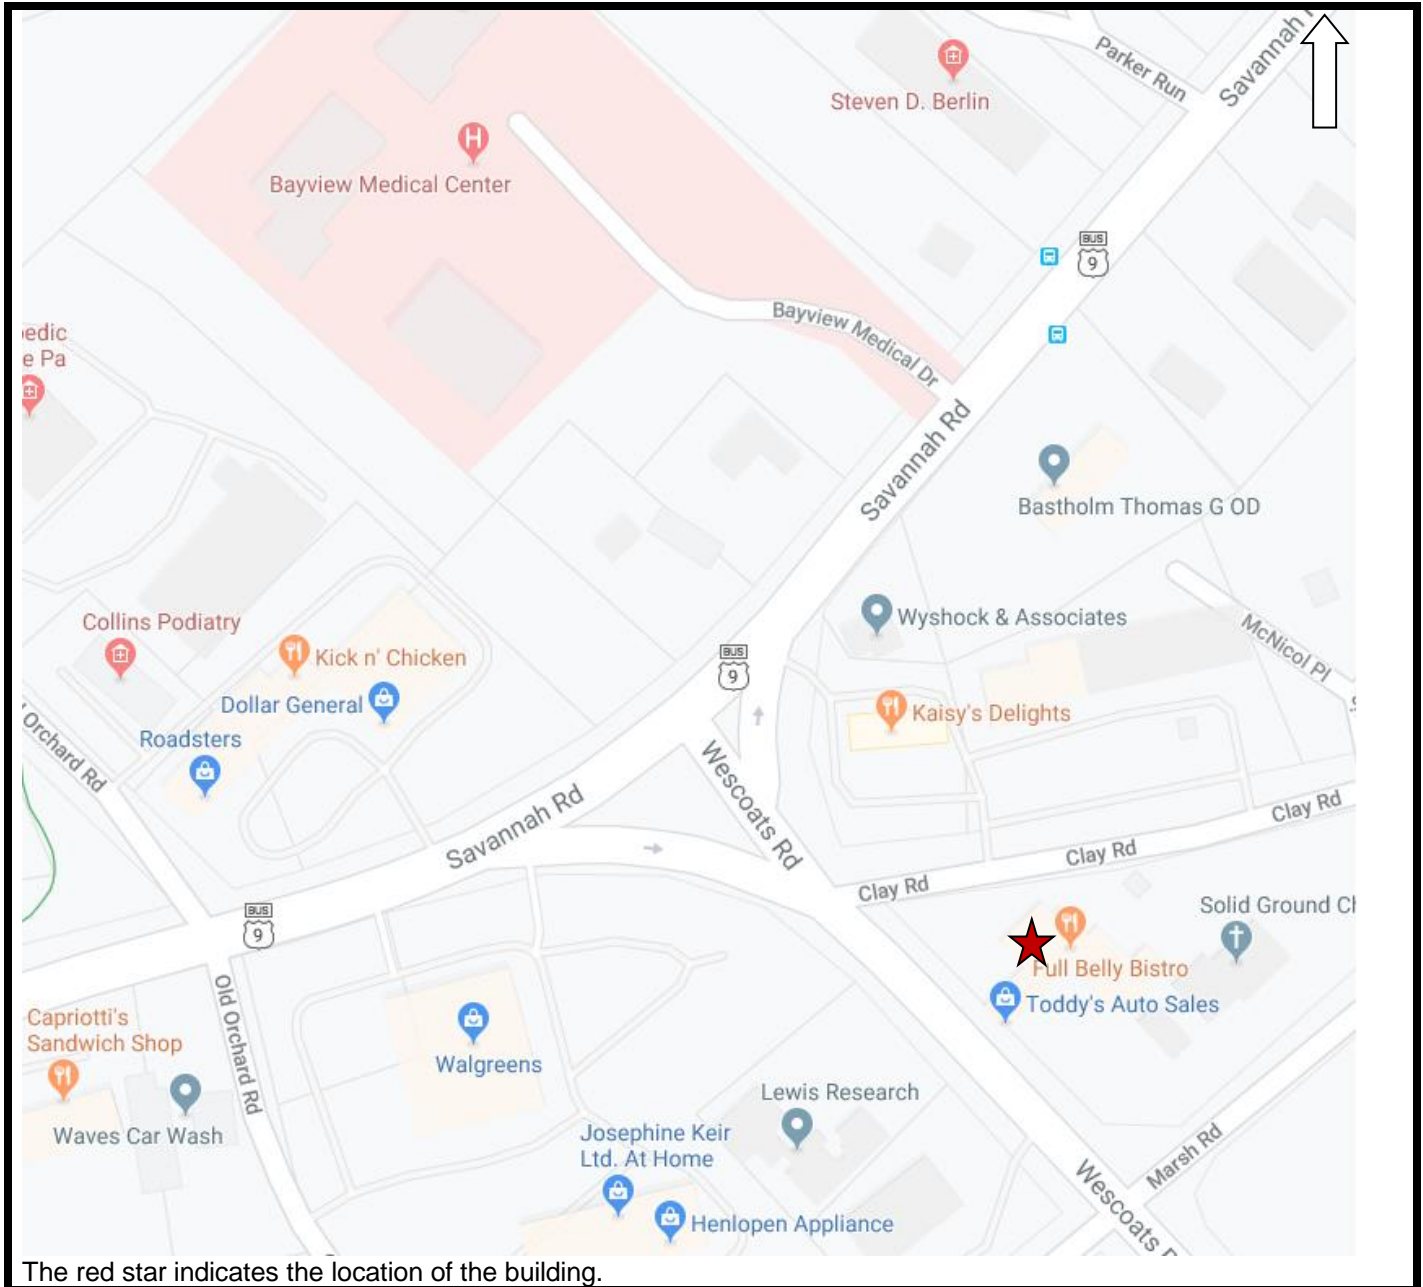 Savannah R
Parker Run
Steven D. Berlin
H
Bayview Medical Center
BUS
9
Bayview Medical Dr
edic
e Pa
Savannah Rd
Bastholm Thomas G OD
Wyshock & Associates
McNicol Pl
Collins Podiatry
Kick n' Chicken
BUS
9
Dollar General
Kaisy's Delights
Orchard Rd
Roadsters
Wescoats Rd
Savannah Rd
Clay Rd
Clay Rd
Clay Rd
BUS
9
Solid Ground Ch
Full Belly Bistro
Toddy's Auto Sales
Old Orchard Rd
Capriotti's
Sandwich Shop
Walgreens
Waves Car Wash
Lewis Research
Josephine Keir
Ltd. At Home
Marsh Rd
Henlopen Appliance
Wescoats
The red star indicates the location of the building.